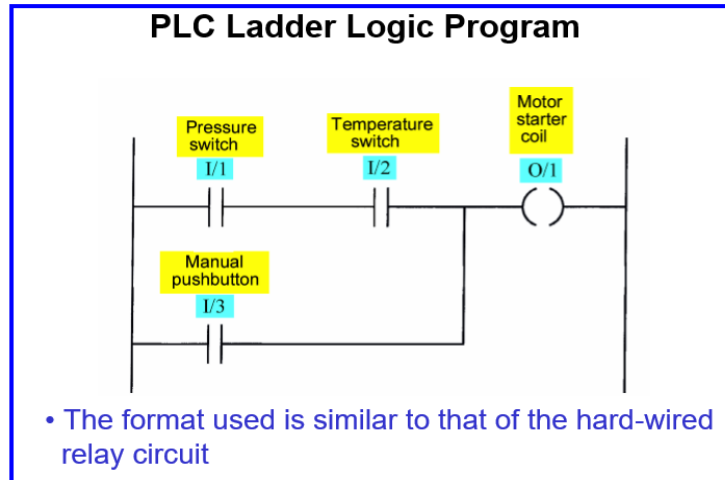 PLC Ladder Logic Program
Pressure
switch
I/1
Temperature
switch
I/2
Motor
starter
coil
O/1
Manual
pushbutton
I/3
• The format used is similar to that of the hard-wired
relay circuit